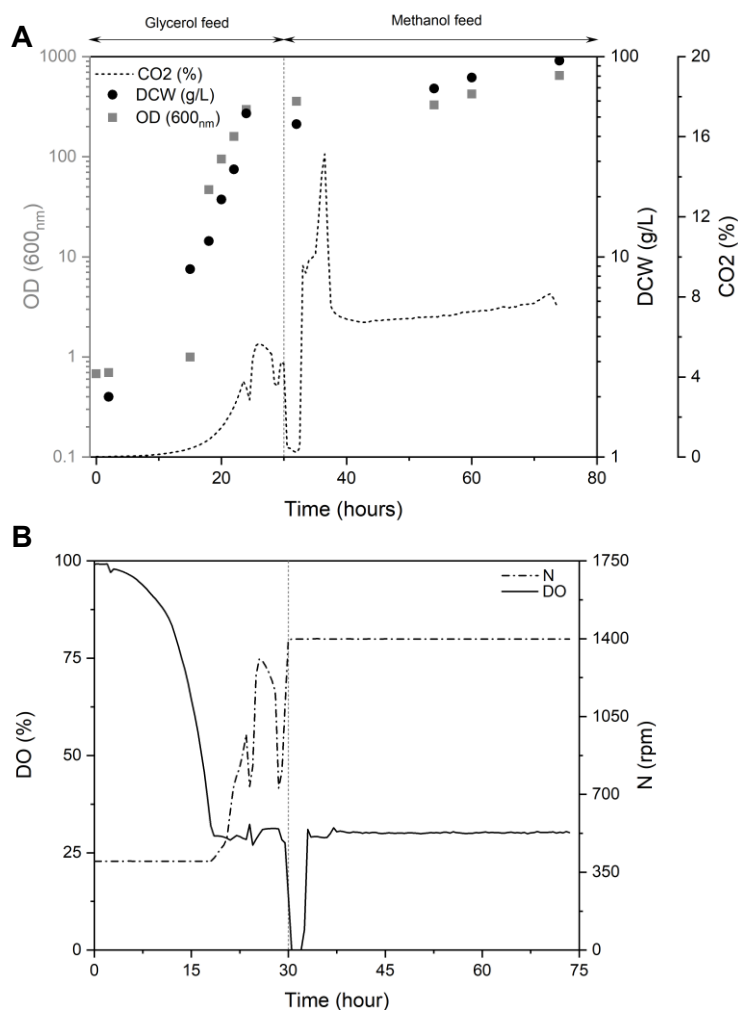 Glycerol feed
Methanol feed
A
1000
100
10
1
0.1
OD (600nm)
CO2 (%)
DCW (g/L)
OD (600nm)
100
10
1
DCW (g/L)
20
16
12
8
4
0
CO2 (%)
0
20
40
60
80
Time (hours)
B
100
75
50
25
0
DO (%)
N
DO
1750
1400
1050
700
350
0
N (rpm)
0
15
30
45
60
75
Time (hour)